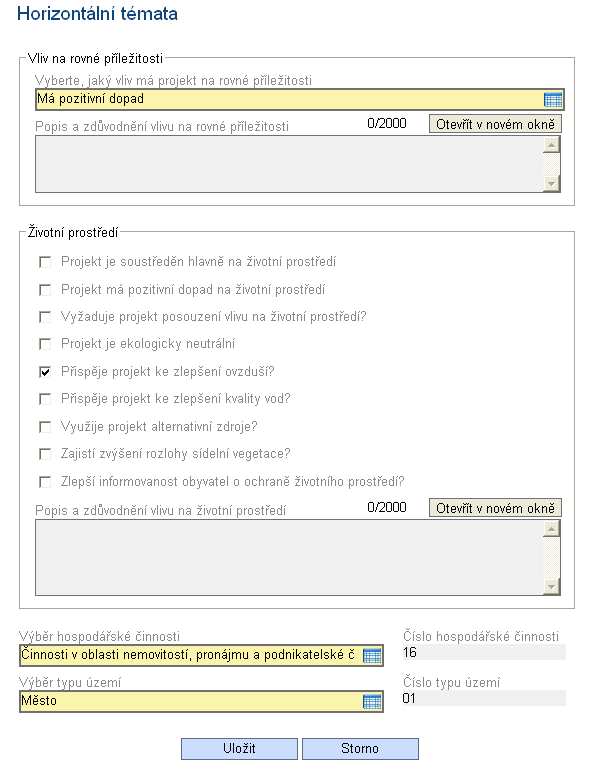 Horizontální témata
Vliv na rovné příležitosti
Vyberte, jaký vliv má projekt na rovné příležitosti
Má pozitivní dopad
Popis a zdůvodnění vlivu na rovné příležitosti 0/2000 Otevřít v novém okně
Životní prostředí
Projekt je soustředěn hlavně na životní prostředí
Projekt má pozitivní dopad na životní prostředí
Vyžaduje projekt posouzení vlivu na životní prostředí?
Projekt je ekologicky neutrální
Přispěje projekt ke zlepšení ovzduší?
Přispěje projekt ke zlepšení kvality vod?
Využije projekt alternativní zdroje?
Zajistí zvýšení rozlohy sídelní vegetace?
Zlepší informovanost obyvatel o ochraně životního prostředí?
Popis a zdůvodnění vlivu na životní prostředí 0/2000 Otevřít v novém okně
Výběr hospodářské činnosti Číslo hospodářské činnosti
Činnosti v oblasti nemovitostí, pronájmu a podnikatelské č 16
Výběr typu území Číslo typu území
Město 01
Uložit Storno